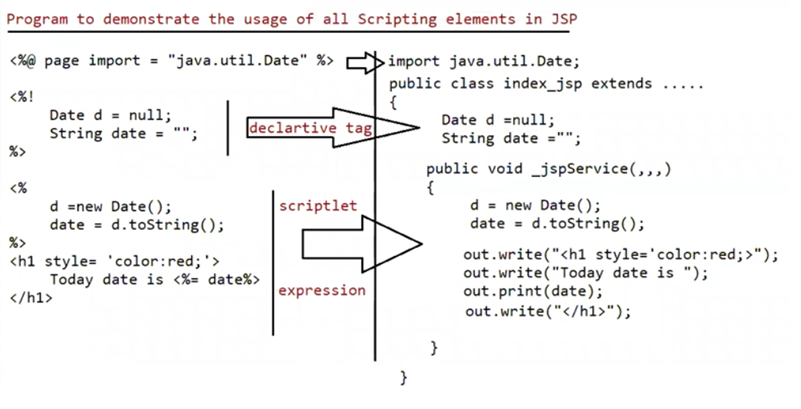 Program to demonstrate the usage of all Scripting elements in JSP
<%@ page import = "java.util.Date" %>
<%!
Date d = null;
String date = "";
%>
<%
d =new Date();
date = d.toString();
%>
<h1 style= 'color:red;'>
Today date is <%= date%>
</h1>
declartive tag
scriptlet
expression
import java.util.Date;
public class index_jsp extends .....
{
Date d =null;
String date ="";
public void _jspService(,,,)
{
d = new Date();
date = d.toString();
out.write("<h1 style='color:red;>");
out.write("Today date is ");
out.print(date);
out.write("</h1>");
}
}